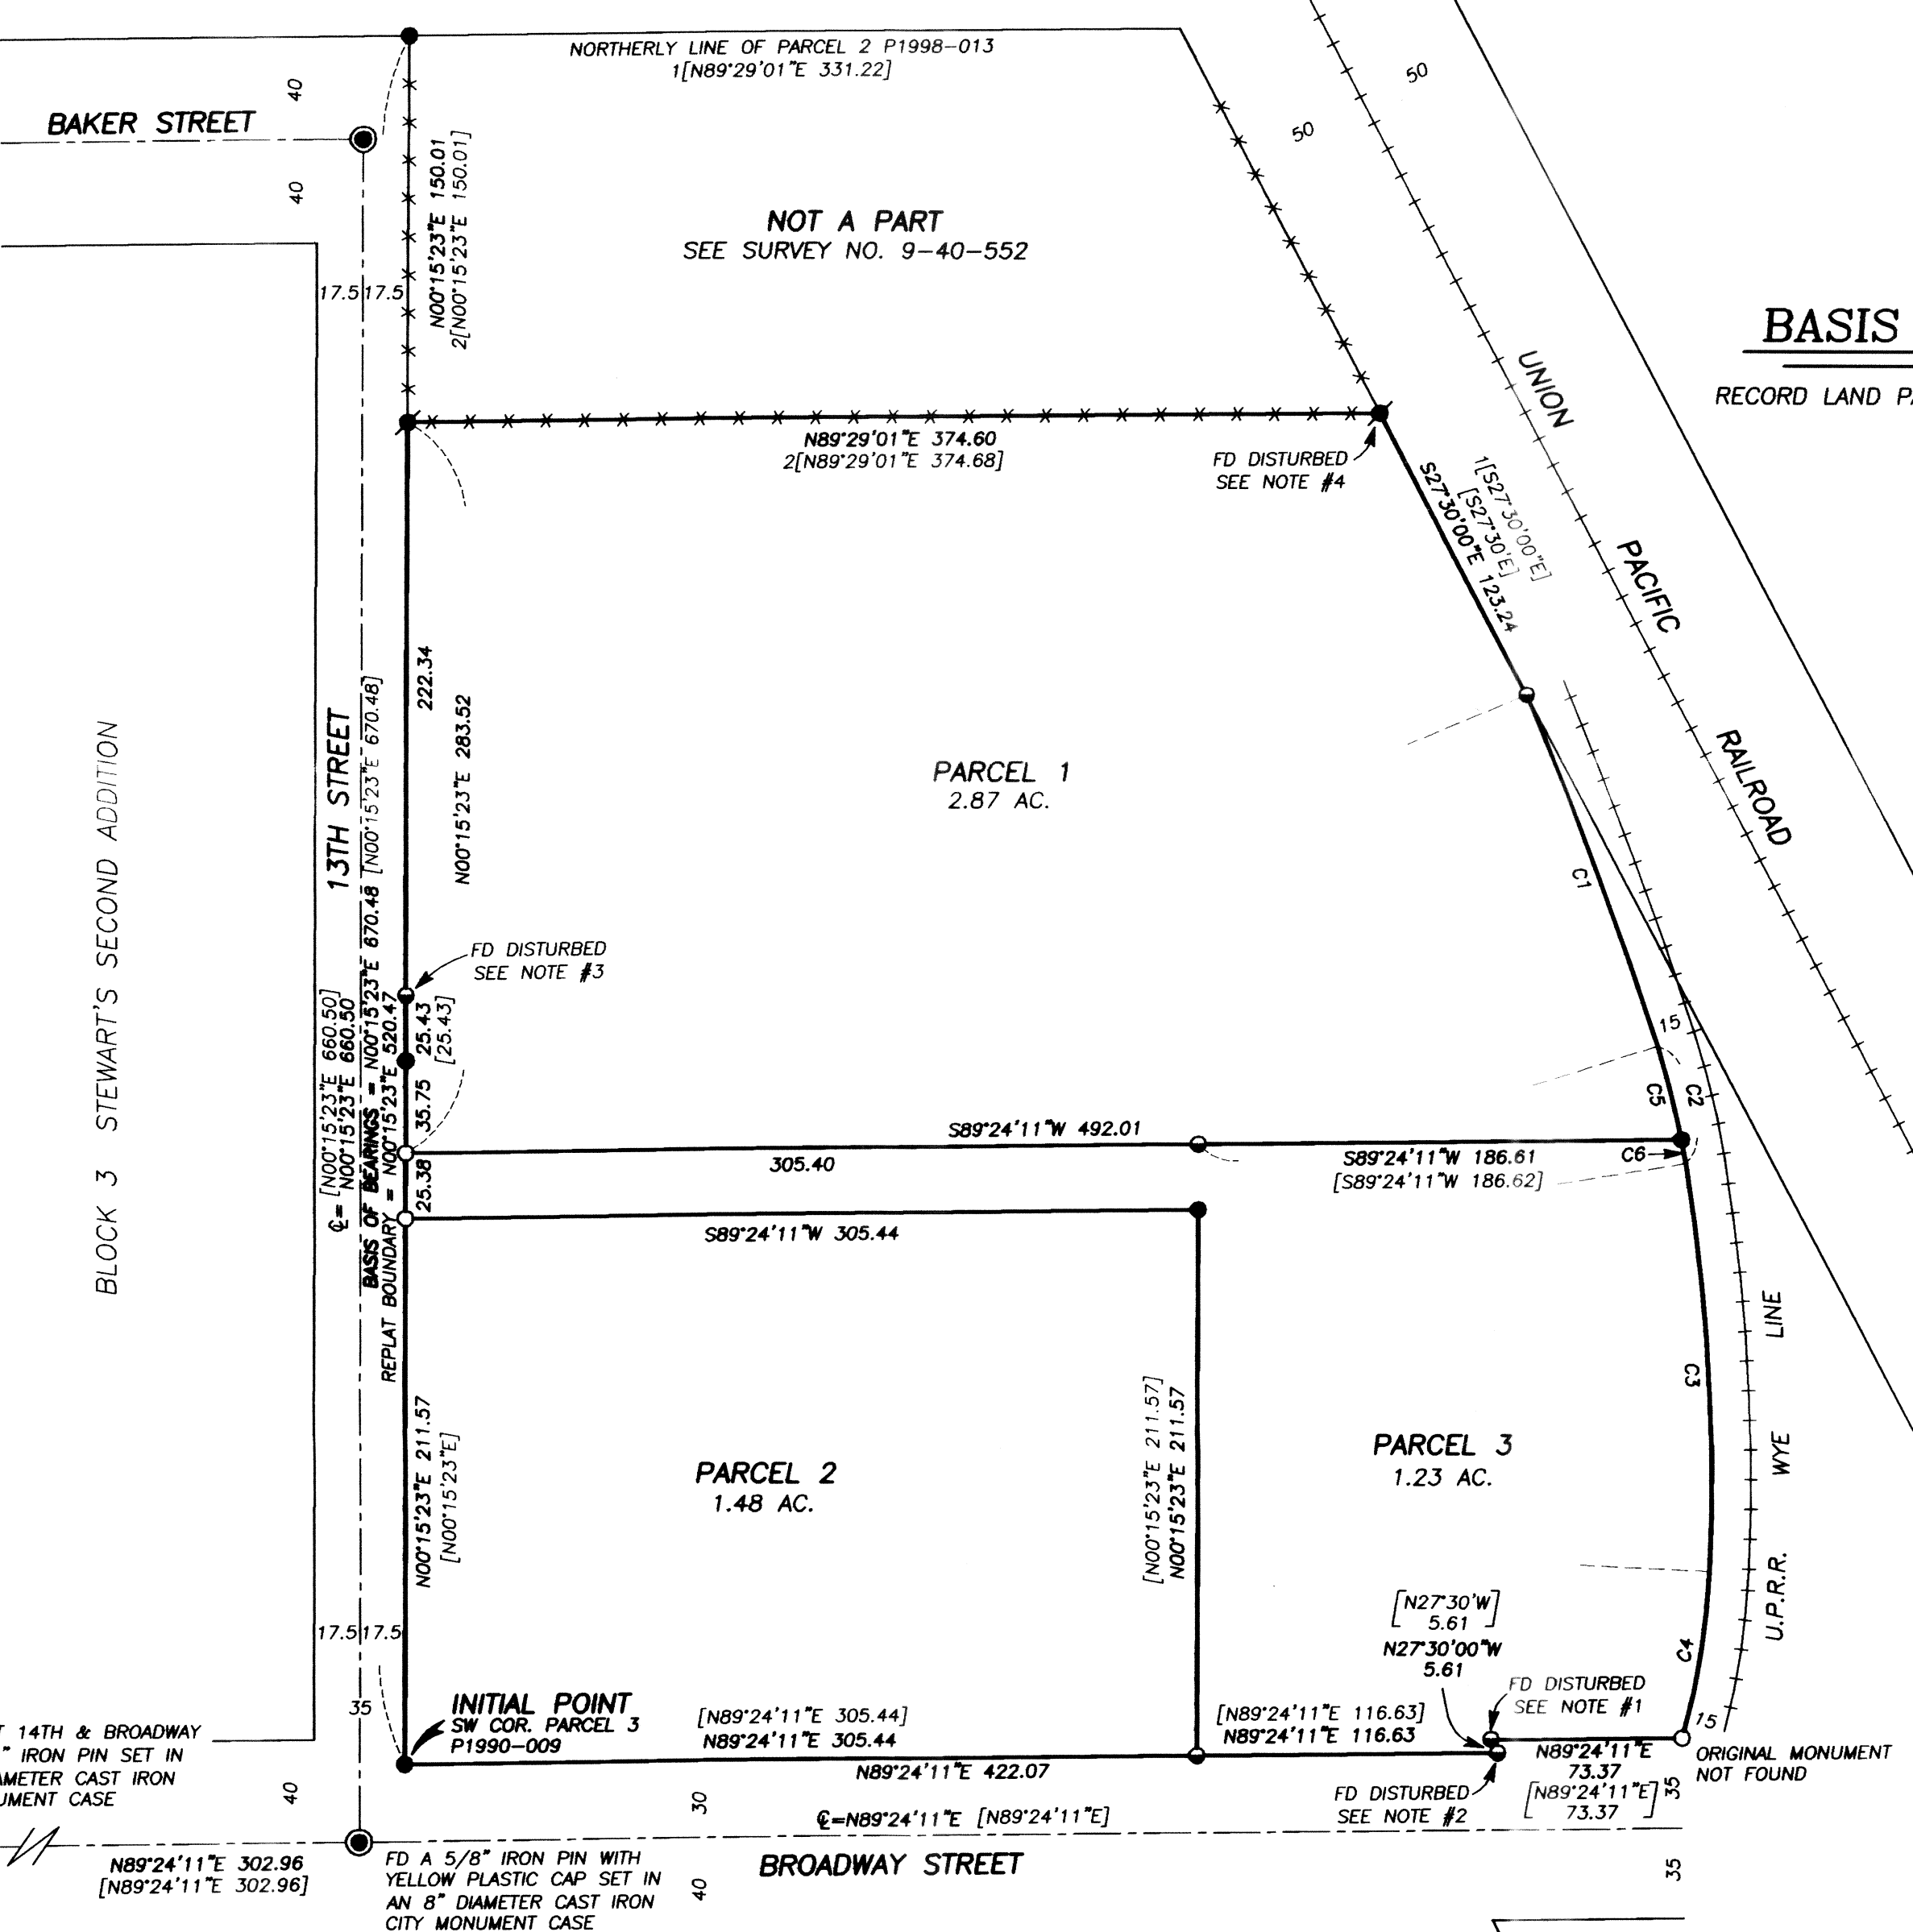 NORTHERLY LINE OF PARCEL 2 P1998-013
1[N89°29'01"E 331.22]
40
BAKER STREET
40
50
50
N00°15'23"E 150.01
2[N00°15'23"E 150.01]
NOT A PART
SEE SURVEY NO. 9-40-552
17.5
17.5
BASIS
RECORD LAND
UNION
PACIFIC
RAILROAD
N89°29'01"E 374.60
2[N89°29'01"E 374.68]
FD DISTURBED
SEE NOTE #4
1[S27°30'00"E]
[S27°30'E]
S27°30'00"E 123.24
222.34
N00°15'23"E 283.52
13TH STREET
BLOCK 3 STEWART'S SECOND ADDITION
PARCEL 1
2.87 AC.
C1
FD DISTURBED
SEE NOTE #3
25.43
[25.43]
35.75
25.38
℄= [N00°15'23"E 660.50]
N00°15'23"E 660.50
BASIS OF BEARINGS = N00°15'23"E 670.48 [N00°15'23"E 670.48]
REPLAT BOUNDARY = N00°15'23"E 520.47
15
C5
C2
S89°24'11"W 492.01
305.40
S89°24'11"W 186.61
[S89°24'11"W 186.62]
C6
S89°24'11"W 305.44
N00°15'23"E 211.57
[N00°15'23"E]
PARCEL 2
1.48 AC.
[N00°15'23"E 211.57]
N00°15'23"E 211.57
PARCEL 3
1.23 AC.
C3
U.P.R.R. WYE LINE
C4
[N27°30'W]
5.61
N27°30'00"W
5.61
FD DISTURBED
SEE NOTE #1
15
17.5
17.5
35
INITIAL POINT
SW COR. PARCEL 3
P1990-009
[N89°24'11"E 305.44]
N89°24'11"E 305.44
[N89°24'11"E 116.63]
N89°24'11"E 116.63
N89°24'11"E 422.07
N89°24'11"E
73.37
[N89°24'11"E]
73.37
ORIGINAL MONUMENT
NOT FOUND
FD DISTURBED
SEE NOTE #2
35
14TH & BROADWAY
" IRON PIN SET IN
CAST IRON
CASE
40
30
℄=N89°24'11"E [N89°24'11"E]
N89°24'11"E 302.96
[N89°24'11"E 302.96]
FD A 5/8" IRON PIN WITH
YELLOW PLASTIC CAP SET IN
AN 8" DIAMETER CAST IRON
CITY MONUMENT CASE
40
BROADWAY STREET
35